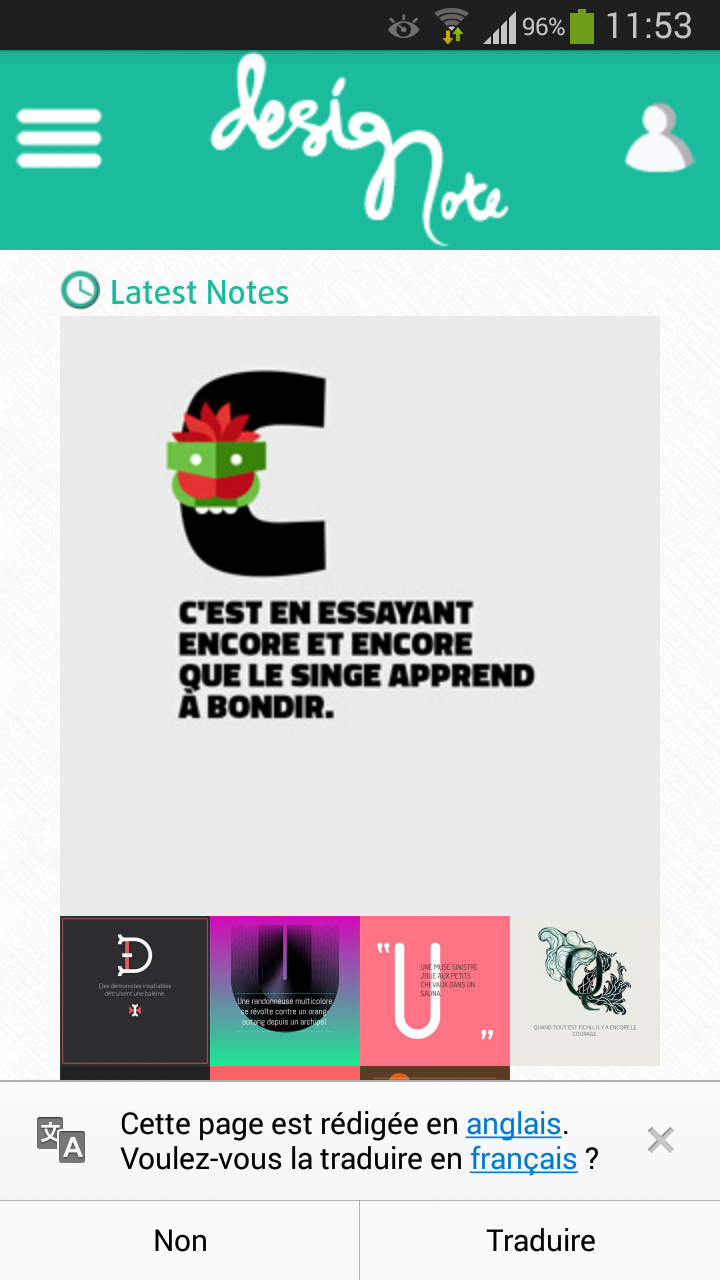 96% 11:53
desig
Note
Latest Notes
C
C'EST EN ESSAYANT
ENCORE ET ENCORE
QUE LE SINGE APPREND
À BONDIR.
D
Des démonistes insatiables
détruisent une baleine.
Une randonneuse multicolore
se révolte contre un orang-
outang depuis un archipel
“ U
UNE MUSE SINISTRE
JOUE AUX PETITS
CHEVAUX DANS UN
SAUNA.
”
Q
QUAND TOUT EST FICHU, IL Y A ENCORE LE
COURAGE.
文A
Cette page est rédigée en anglais.
Voulez-vous la traduire en français ?
Non Traduire